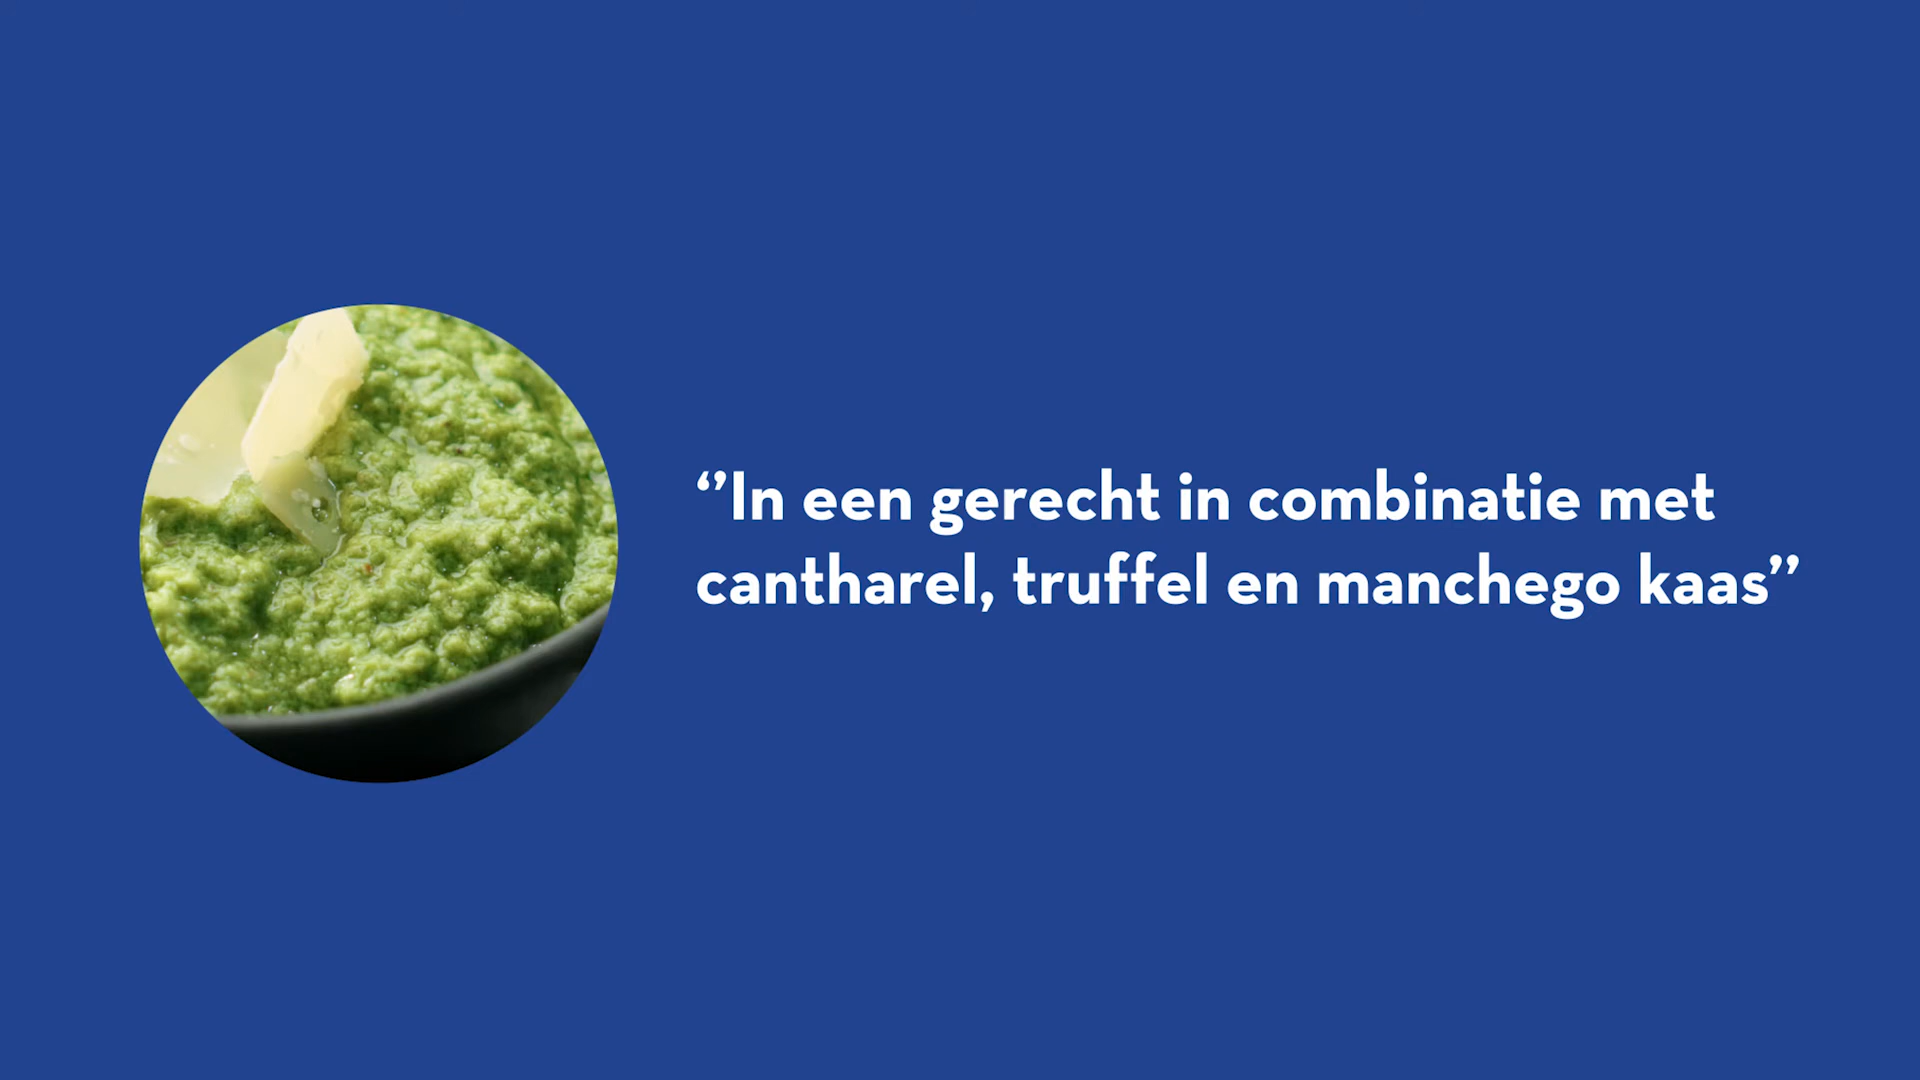 ‘’In een gerecht in combinatie met
cantharel, truffel en manchego kaas’’